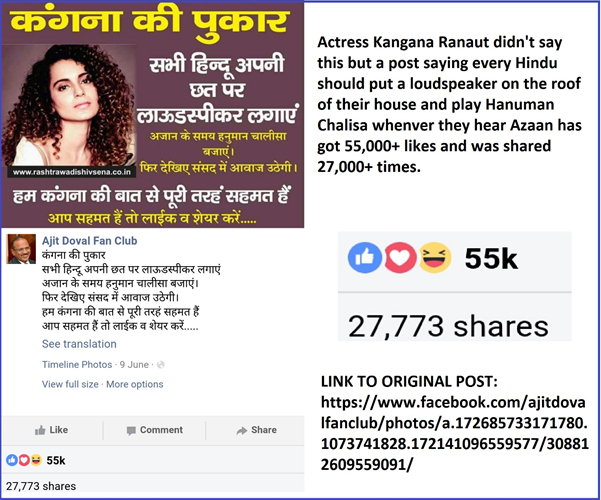 कंगना की पुकार
सभी हिन्दू अपनी
छत पर
लाऊडस्पीकर लगाएं
अजान के समय हनुमान चालीसा
बजाएं।
फिर देखिए संसद में आवाज उठेगी।
www.rashtrawadishivsena.co.in
हम कंगना की बात से पूरी तरहं सहमत हैं
आप सहमत हैं तो लाईक व शेयर करें.....
Ajit Doval Fan Club
कंगना की पुकार
सभी हिन्दू अपनी छत पर लाऊडस्पीकर लगाएं
अजान के समय हनुमान चालीसा बजाएं।
फिर देखिए संसद में आवाज उठेगी।
हम कंगना की बात से पूरी तरहं सहमत हैं
आप सहमत हैं तो लाईक व शेयर करें.....
See translation
Timeline Photos · 9 June ·
View full size · More options
Like Comment Share
55k
27,773 shares
Actress Kangana Ranaut didn't say
this but a post saying every Hindu
should put a loudspeaker on the roof
of their house and play Hanuman
Chalisa whenver they hear Azaan has
got 55,000+ likes and was shared
27,000+ times.
55k
27,773 shares
LINK TO ORIGINAL POST:
https://www.facebook.com/ajitdova
lfanclub/photos/a.172685733171780.
1073741828.172141096559577/30881
2609559091/